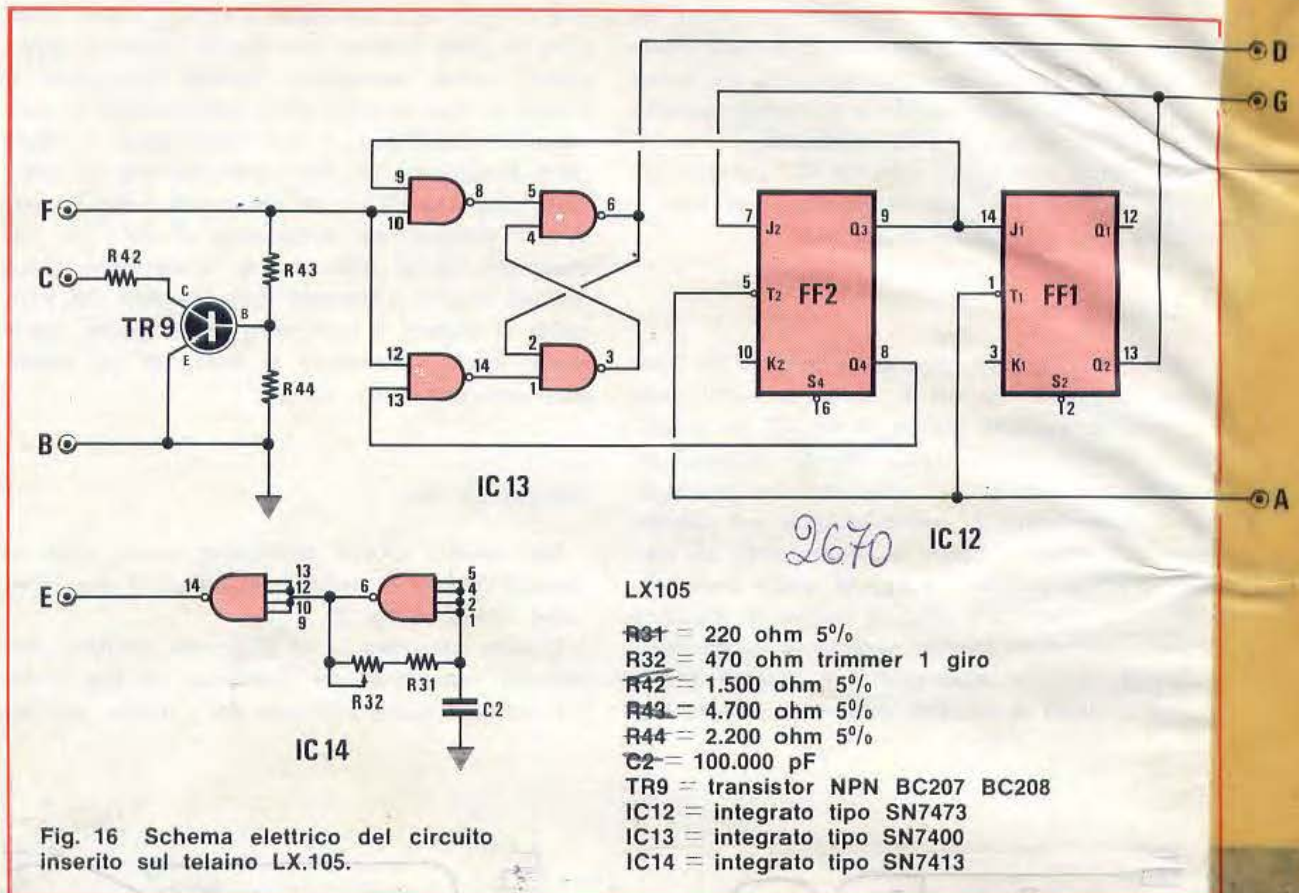 D
G
9
10
8
5
4
6
F
R42
C
C
TR9
B
E
R43
R44
12
13
14
2
1
3
B
IC 13
7
J2
Q3
9
5
T2
FF2
10
K2
Q4
8
S4
6
14
J1
Q1
12
1
T1
FF1
3
K1
Q2
13
S2
2
A
2670
IC 12
E
14
13
12
10
9
6
5
4
2
1
R32
R31
C2
IC 14
LX105
R31 = 220 ohm 5%
R32 = 470 ohm trimmer 1 giro
R42 = 1.500 ohm 5%
R43 = 4.700 ohm 5%
R44 = 2.200 ohm 5%
C2 = 100.000 pF
TR9 = transistor NPN BC207 BC208
IC12 = integrato tipo SN7473
IC13 = integrato tipo SN7400
IC14 = integrato tipo SN7413
Fig. 16 Schema elettrico del circuito
inserito sul telaino LX.105.